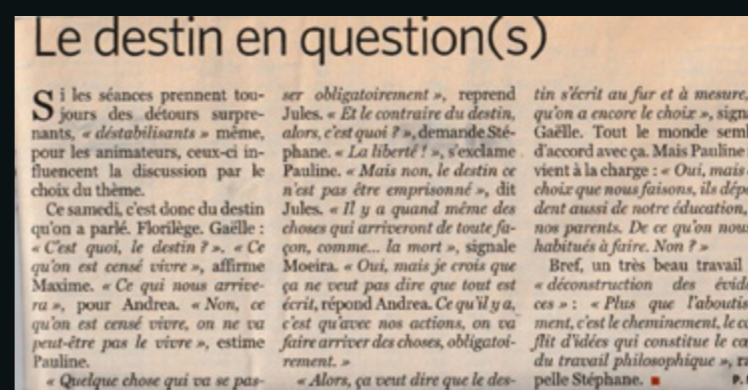 Le destin en question(s)
Si les séances prennent tou-
jours des détours surpre-
nants, « déstabilisants » même,
pour les animateurs, ceux-ci in-
fluencent la discussion par le
choix du thème.
Ce samedi, c'est donc du destin
qu'on a parlé. Florilège. Gaëlle :
« C'est quoi, le destin ? ». « Ce
qu'on est censé vivre », affirme
Maxime. « Ce qui nous arrive-
ra », pour Andrea. « Non, ce
qu'on est censé vivre, on ne va
peut-être pas le vivre », estime
Pauline.
« Quelque chose qui va se pas-
ser obligatoirement », reprend
Jules. « Et le contraire du destin,
alors, c'est quoi ? », demande Sté-
phane. « La liberté ! », s'exclame
Pauline. « Mais non, le destin ce
n'est pas être emprisonné », dit
Jules. « Il y a quand même des
choses qui arriveront de toute fa-
çon, comme... la mort », signale
Moeira. « Oui, mais je crois que
ça ne veut pas dire que tout est
écrit, répond Andrea. Ce qu'il y a,
c'est qu'avec nos actions, on va
faire arriver des choses, obligatoi-
rement. »
« Alors, ça veut dire que le des-
tin s'écrit au fur et à mesure,
qu'on a encore le choix », sign
Gaëlle. Tout le monde sem
d'accord avec ça. Mais Pauline
vient à la charge : « Oui, mais
choix que nous faisons, ils dép
dent aussi de notre éducation,
nos parents. De ce qu'on nous
habitués à faire. Non ? »
Bref, un très beau travail
« déconstruction des évid
ces » : « Plus que l'aboutis
ment, c'est le cheminement, le co
flit d'idées qui constitue le cœ
du travail philosophique », ra
pelle Stéphane.